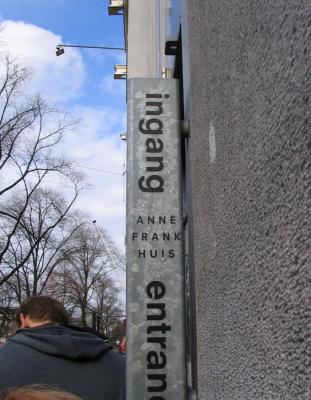 ingang
ANNE
FRANK
HUIS
entranc